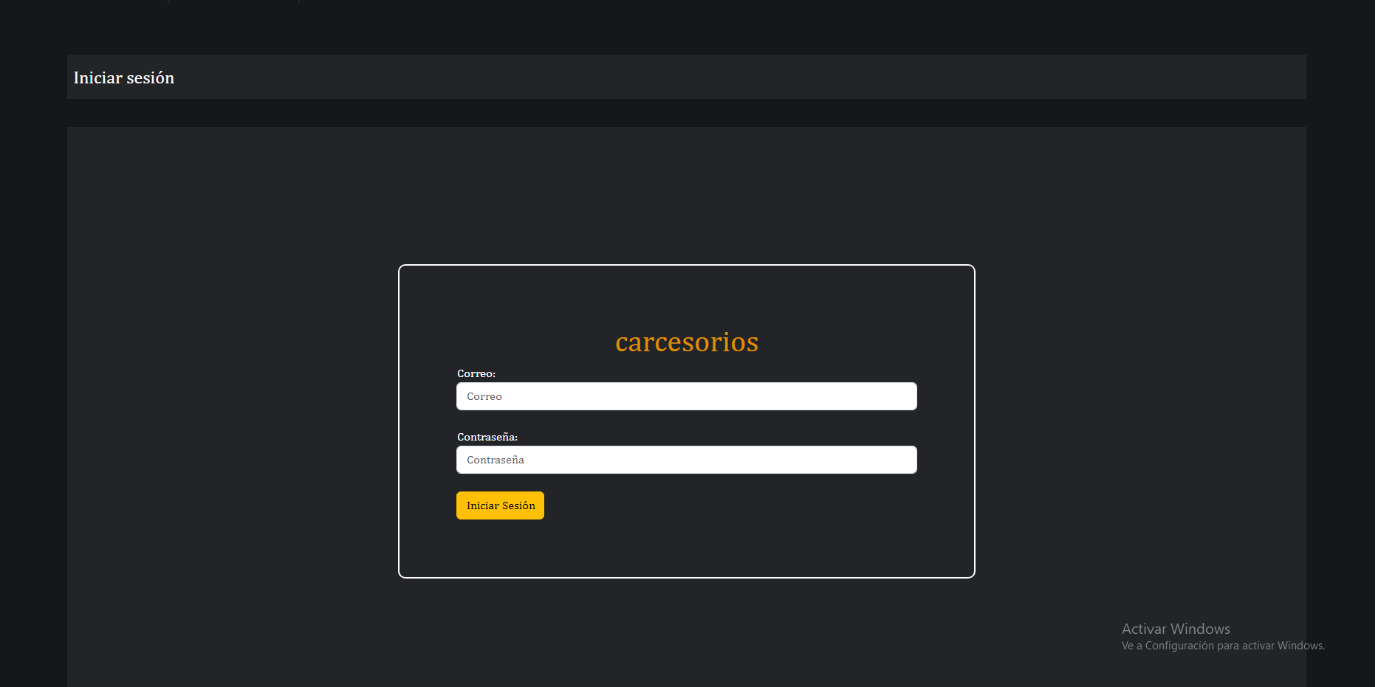 Iniciar sesión
carcesorios
Correo:
Correo
Contraseña:
Contraseña
Iniciar Sesión
Activar Windows
Ve a Configuración para activar Windows.